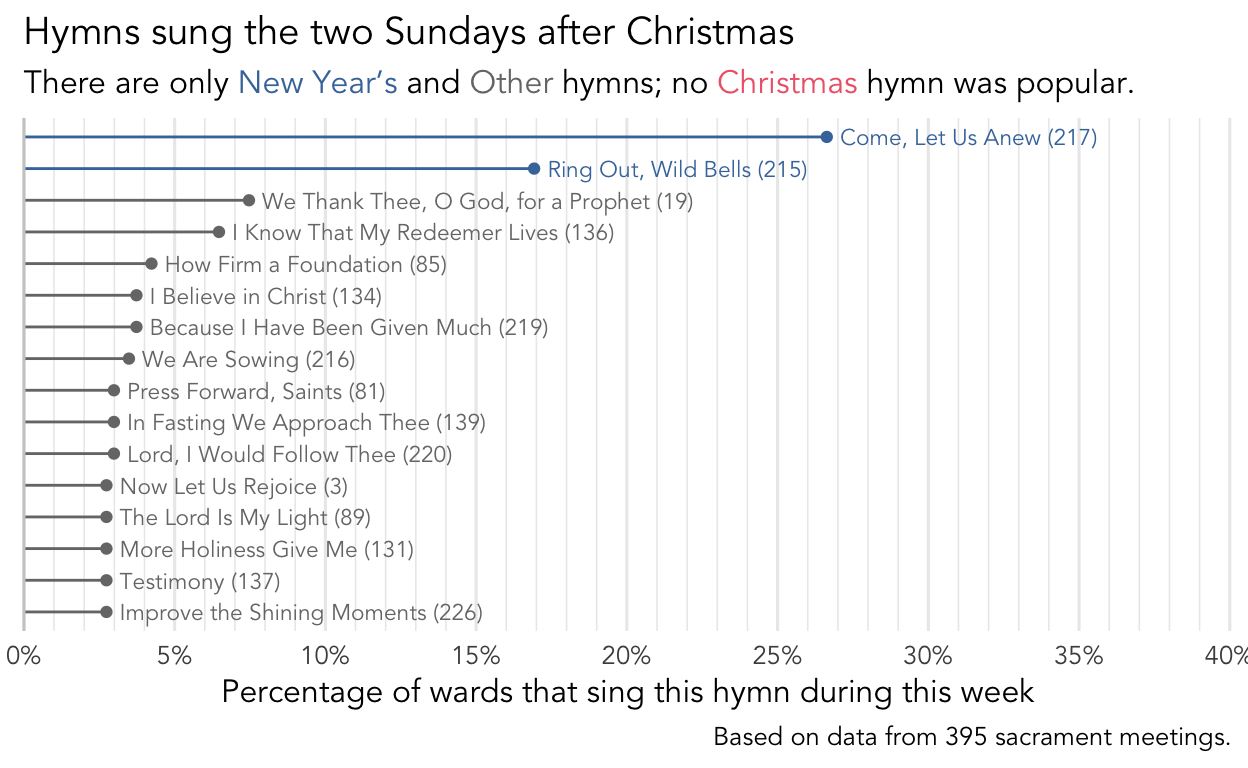 Hymns sung the two Sundays after Christmas
There are only New Year’s and Other hymns; no Christmas hymn was popular.
Come, Let Us Anew (217)
Ring Out, Wild Bells (215)
We Thank Thee, O God, for a Prophet (19)
I Know That My Redeemer Lives (136)
How Firm a Foundation (85)
I Believe in Christ (134)
Because I Have Been Given Much (219)
We Are Sowing (216)
Press Forward, Saints (81)
In Fasting We Approach Thee (139)
Lord, I Would Follow Thee (220)
Now Let Us Rejoice (3)
The Lord Is My Light (89)
More Holiness Give Me (131)
Testimony (137)
Improve the Shining Moments (226)
0% 5% 10% 15% 20% 25% 30% 35% 40%
Percentage of wards that sing this hymn during this week
Based on data from 395 sacrament meetings.